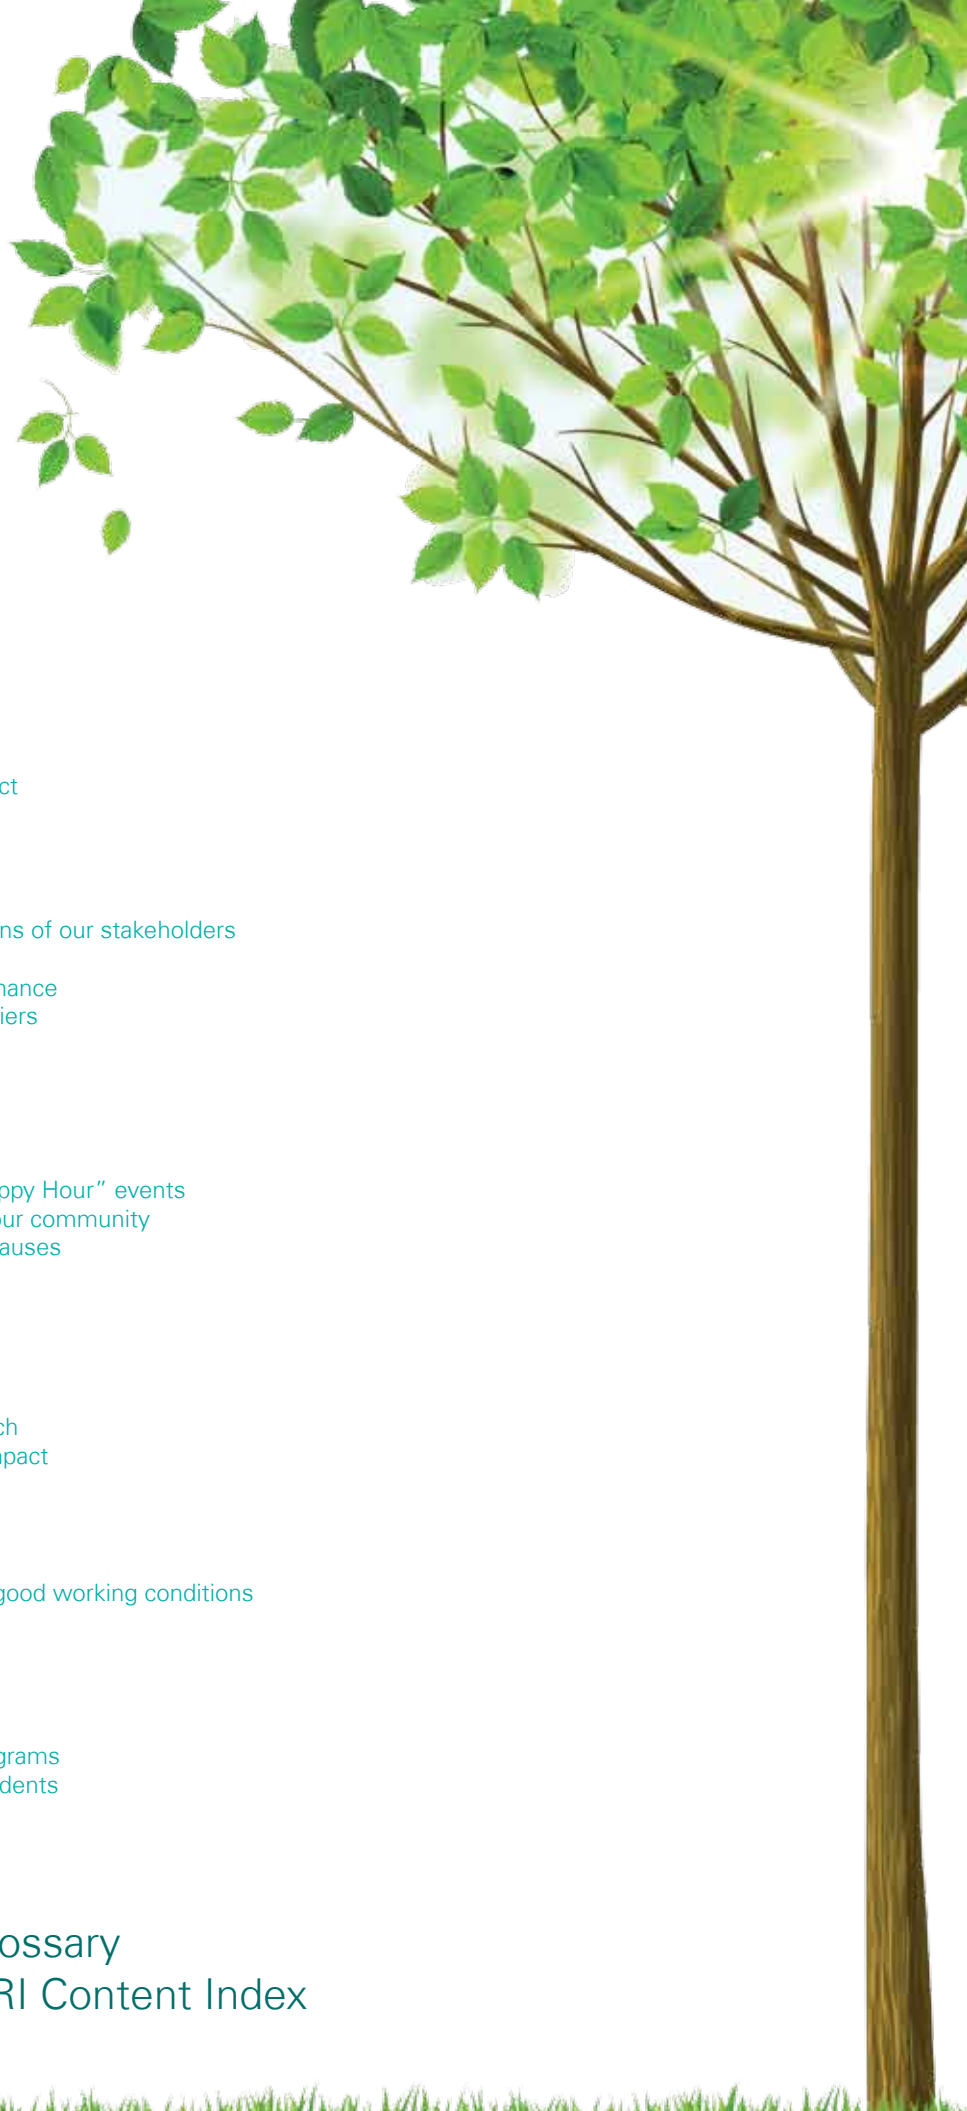 ct
ns of our stakeholders
nance
iers
ppy Hour” events
our community
auses
ch
mpact
good working conditions
grams
dents
ossary
RI Content Index